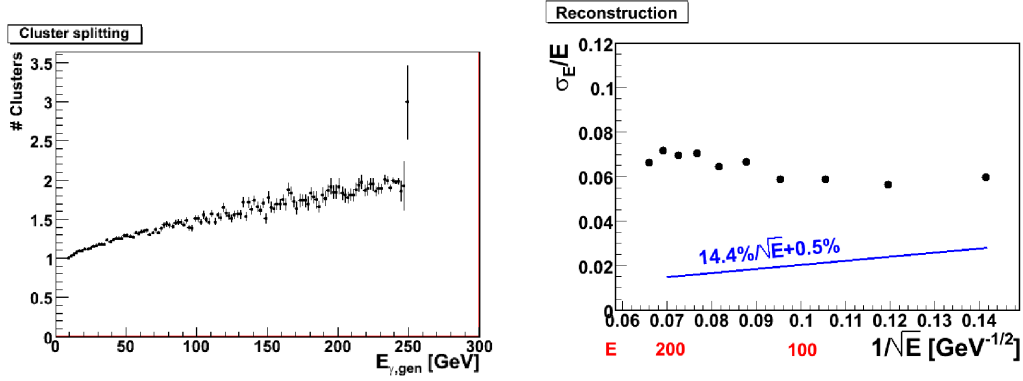 Cluster splitting
# Clusters
3.5
3
2.5
2
1.5
1
0.5
0
0 50 100 150 200 250 300
E_γ,gen [GeV]
Reconstruction
σ_E/E
0.12
0.1
0.08
0.06
0.04
0.02
0
14.4%/√E+0.5%
0.06 0.07 0.08 0.09 0.1 0.11 0.12 0.13 0.14
E 200 100 1/√E [GeV^-1/2]